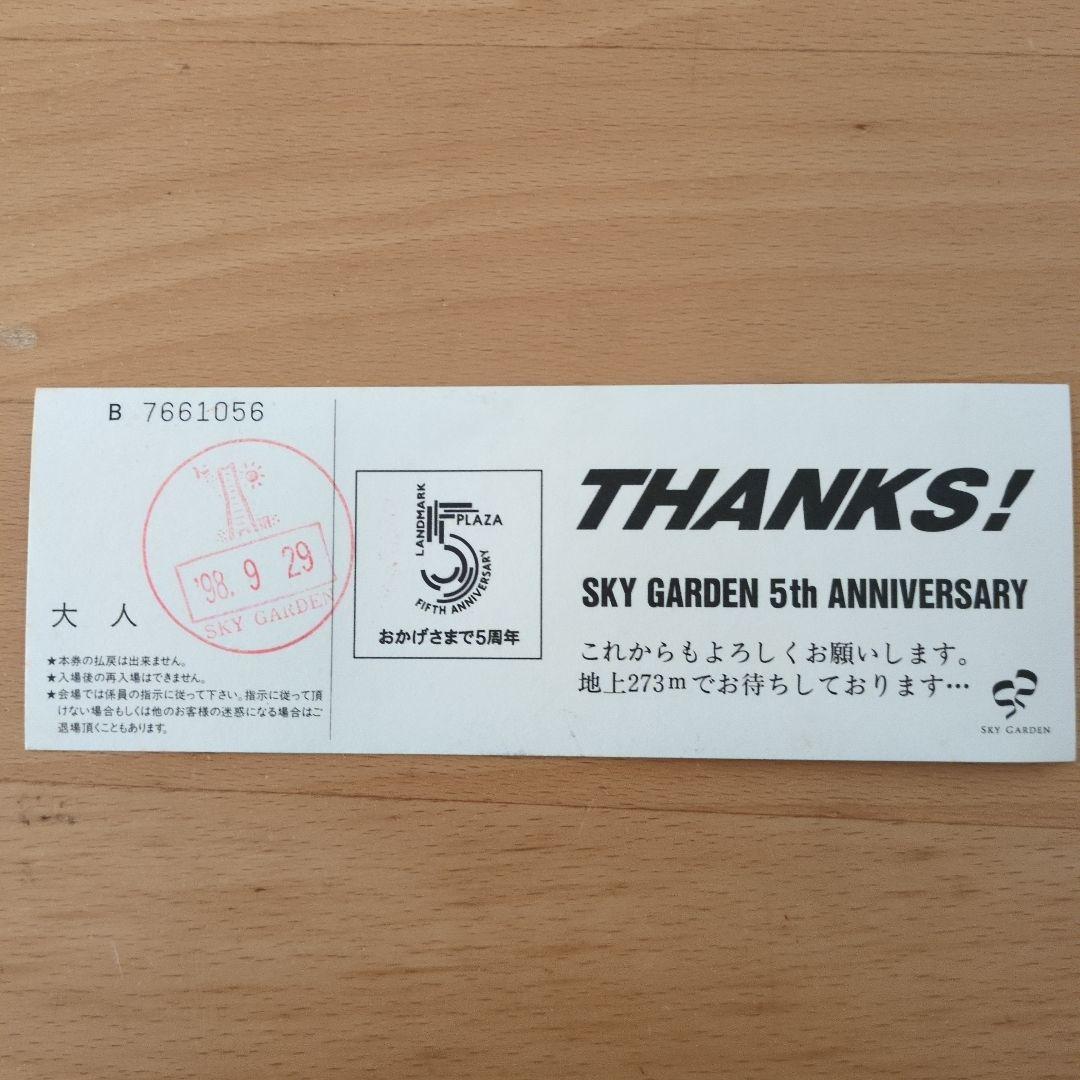 B 7661056
'98. 9 29
SKY GARDEN
大 人
★本券の払戻は出来ません。
★入場後の再入場はできません。
★会場では係員の指示に従って下さい。指示に従って頂
けない場合もしくは他のお客様の迷惑になる場合はご
退場頂くこともあります。
LANDMARK
PLAZA
5
FIFTH ANNIVERSARY
おかげさまで5周年
THANKS!
SKY GARDEN 5th ANNIVERSARY
これからもよろしくお願いします。
地上273mでお待ちしております…
SKY GARDEN